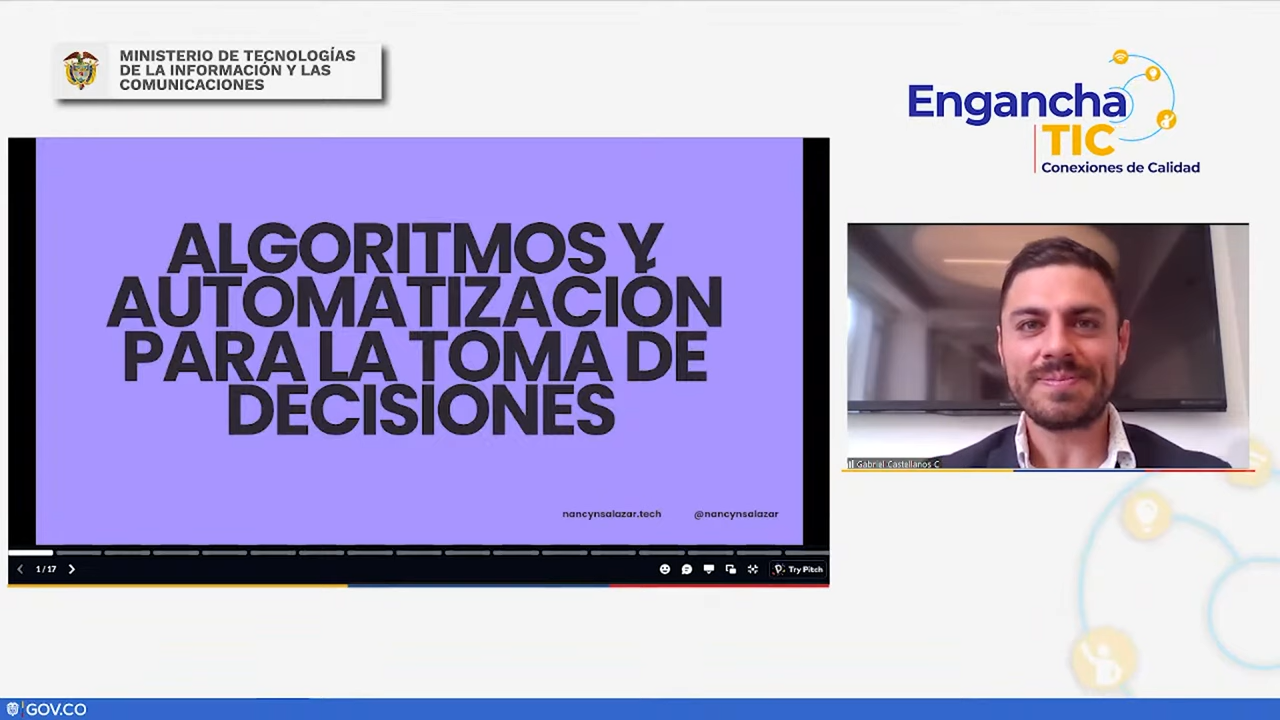 MINISTERIO DE TECNOLOGÍAS
DE LA INFORMACIÓN Y LAS
COMUNICACIONES
Engancha
TIC
Conexiones de Calidad
ALGORITMOS Y
AUTOMATIZACIÓN
PARA LA TOMA DE
DECISIONES
nancynsalazar.tech
@nancynsalazar
1 / 17
Try Pitch
Gabriel Castellanos C
GOV.CO